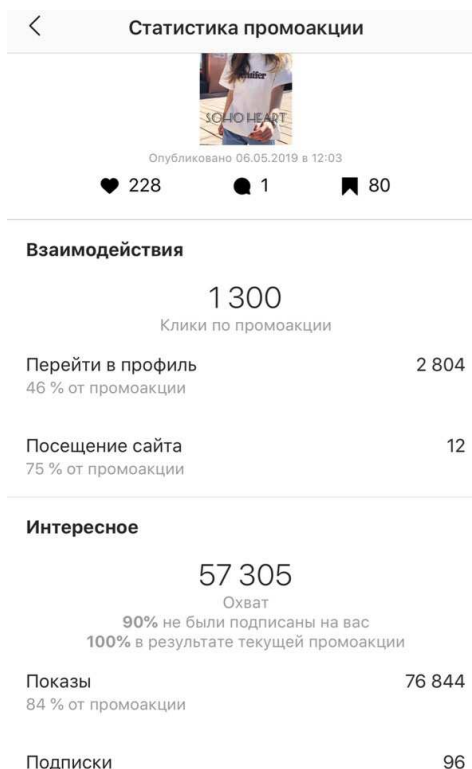 Статистика промоакции
SOHO HEART
Опубликовано 06.05.2019 в 12:03
228 1 80
Взаимодействия
1 300
Клики по промоакции
Перейти в профиль 2 804
46 % от промоакции
Посещение сайта 12
75 % от промоакции
Интересное
57 305
Охват
90% не были подписаны на вас
100% в результате текущей промоакции
Показы 76 844
84 % от промоакции
Подписки 96